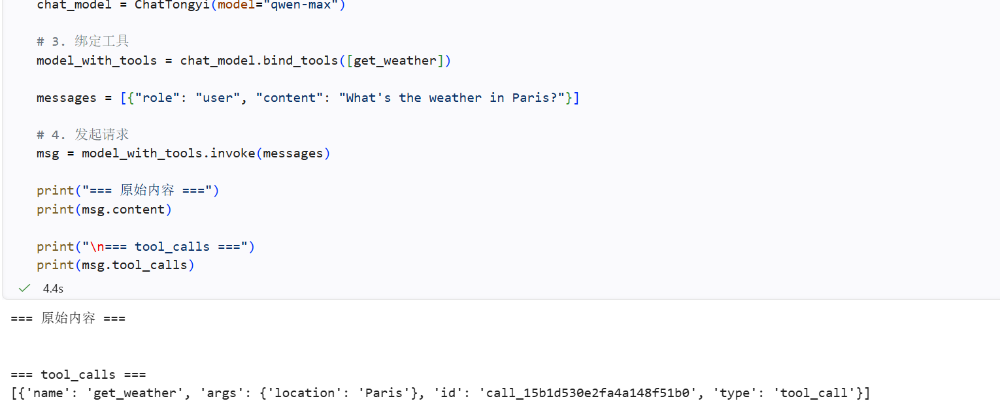 chat_model = ChatTongyi(model="qwen-max")
# 3. 绑定工具
model_with_tools = chat_model.bind_tools([get_weather])
messages = [{"role": "user", "content": "What's the weather in Paris?"}]
# 4. 发起请求
msg = model_with_tools.invoke(messages)
print("=== 原始内容 ===")
print(msg.content)
print("\n=== tool_calls ===")
print(msg.tool_calls)
4.4s
=== 原始内容 ===
=== tool_calls ===
[{'name': 'get_weather', 'args': {'location': 'Paris'}, 'id': 'call_15b1d530e2fa4a148f51b0', 'type': 'tool_call'}]